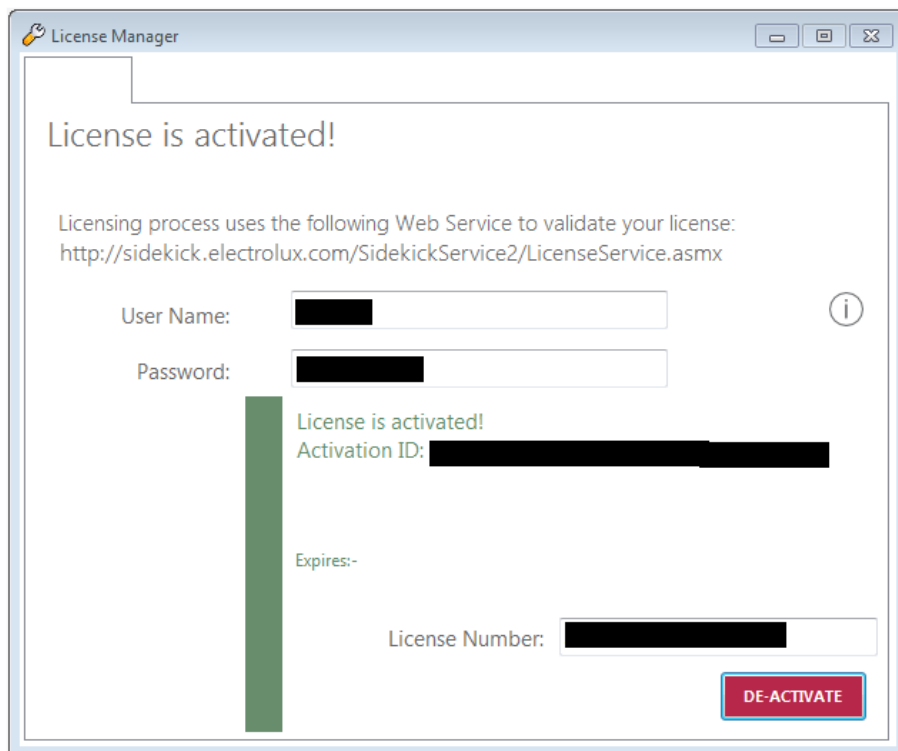 License Manager
License is activated!
Licensing process uses the following Web Service to validate your license:
http://sidekick.electrolux.com/SidekickService2/LicenseService.asmx
User Name:
Password:
License is activated!
Activation ID:
Expires:-
License Number:
DE-ACTIVATE